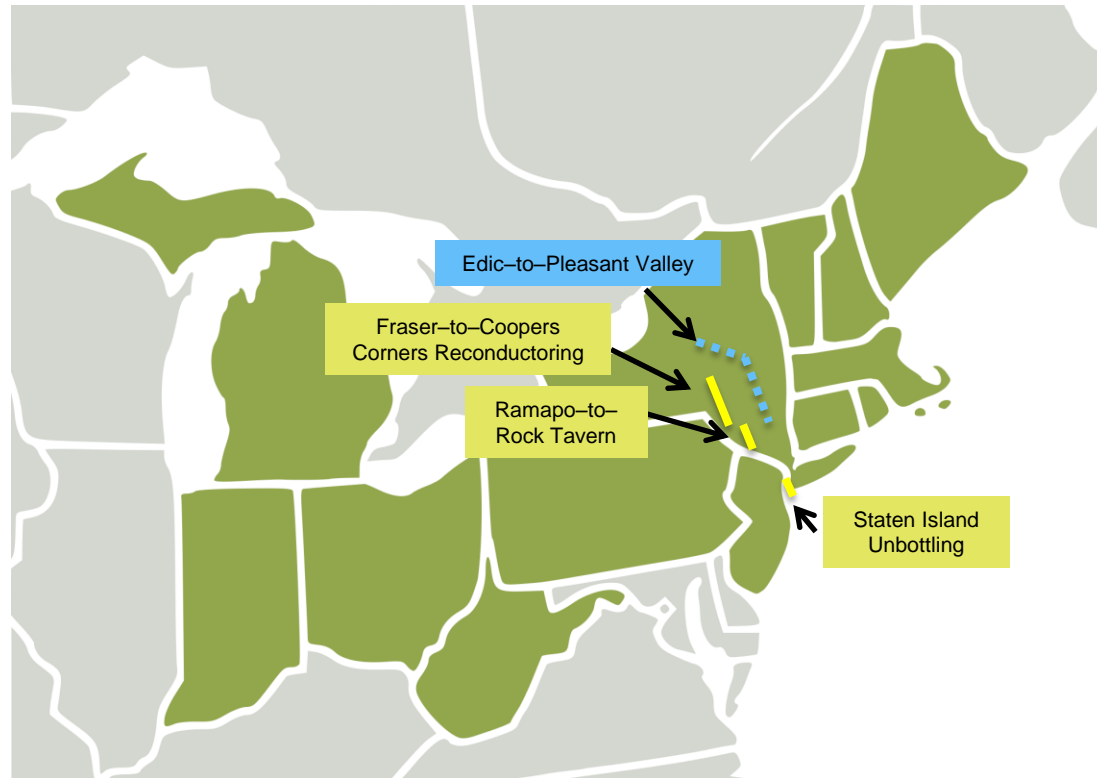 Edic–to–Pleasant Valley
Fraser–to–Coopers
Corners Reconductoring
Ramapo–to–
Rock Tavern
Staten Island
Unbottling